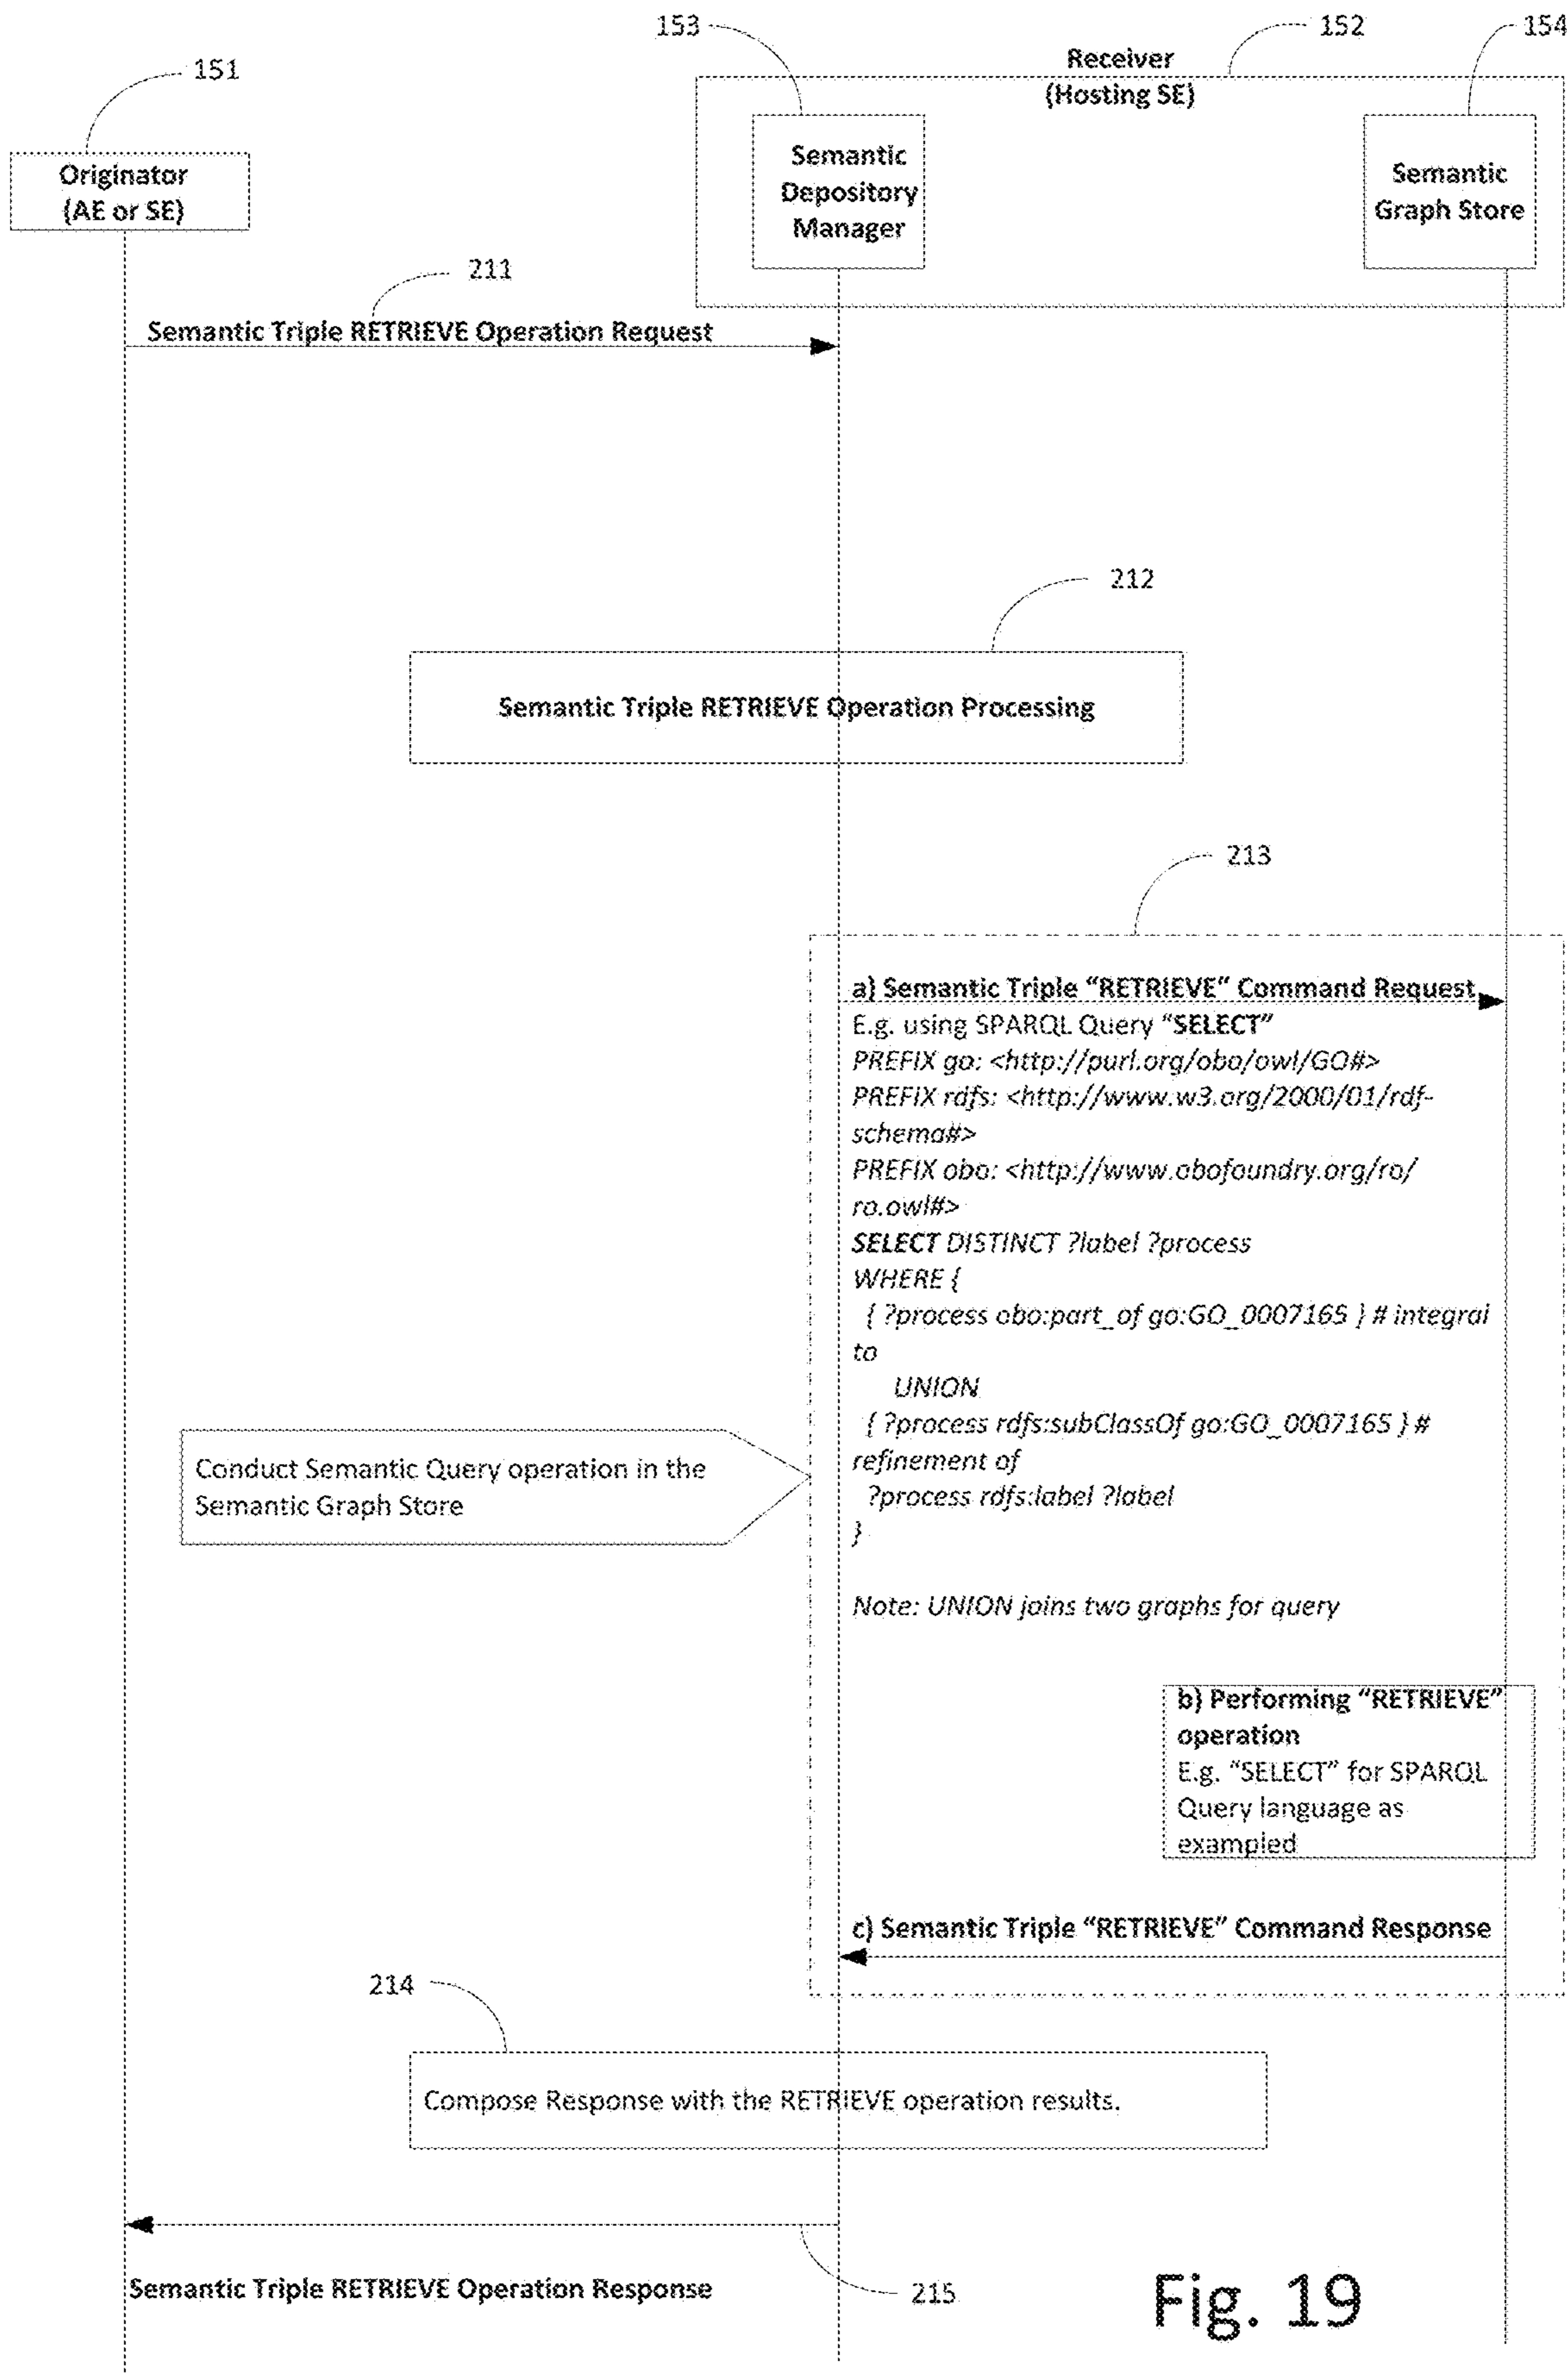 153
152
154
Receiver
(Hosting SE)
151
Originator
(AE or SE)
Semantic
Depository
Manager
Semantic
Graph Store
211
Semantic Triple RETRIEVE Operation Request
212
Semantic Triple RETRIEVE Operation Processing
213
a) Semantic Triple “RETRIEVE” Command Request
E.g. using SPARQL Query “SELECT”
PREFIX go: <http://purl.org/obo/owl/GO#>
PREFIX rdfs: <http://www.w3.org/2000/01/rdf-
schema#>
PREFIX obo: <http://www.obofoundry.org/ro/
ro.owl#>
SELECT DISTINCT ?label ?process
WHERE {
{ ?process obo:part_of go:GO_0007165 } # integral
to
UNION
{ ?process rdfs:subClassOf go:GO_0007165 } #
refinement of
?process rdfs:label ?label
}
Conduct Semantic Query operation in the
Semantic Graph Store
Note: UNION joins two graphs for query
b) Performing “RETRIEVE”
operation
E.g. “SELECT” for SPARQL
Query language as
exampled
c) Semantic Triple “RETRIEVE” Command Response
214
Compose Response with the RETRIEVE operation results.
Semantic Triple RETRIEVE Operation Response
215
Fig. 19